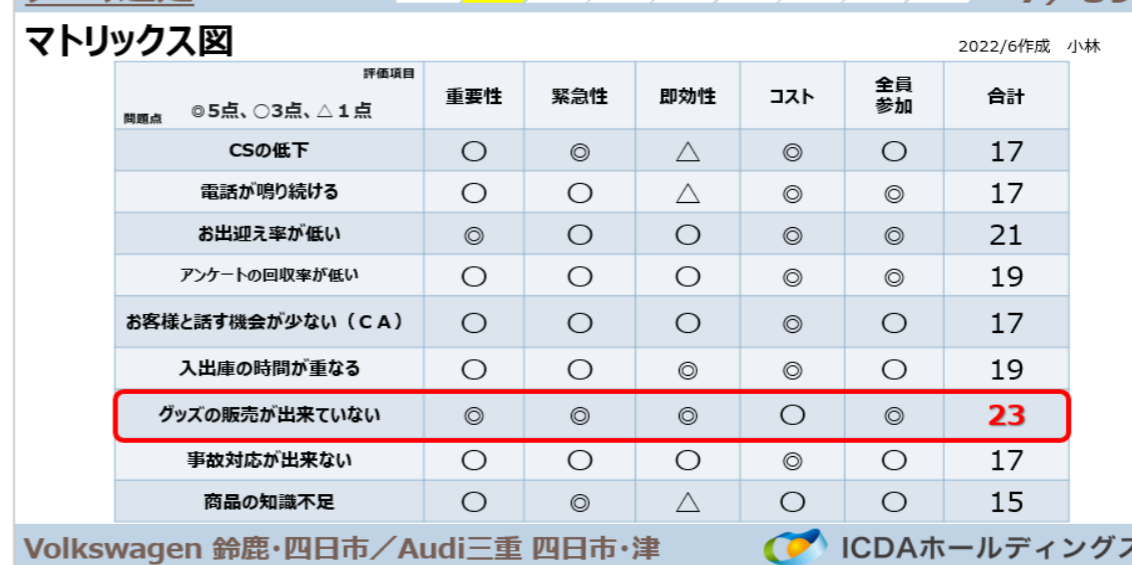 マトリックス図
2022/6作成 小林
評価項目
問題点 ◎5点、○3点、△1点
重要性 緊急性 即効性 コスト 全員参加 合計
CSの低下 ○ ◎ △ ◎ ○ 17
電話が鳴り続ける ○ ○ △ ◎ ◎ 17
お出迎え率が低い ◎ ○ ○ ◎ ◎ 21
アンケートの回収率が低い ○ ○ ○ ◎ ◎ 19
お客様と話す機会が少ない（CA） ○ ○ ○ ◎ ○ 17
入出庫の時間が重なる ○ ○ ◎ ◎ ○ 19
グッズの販売が出来ていない ◎ ◎ ◎ ○ ◎ 23
事故対応が出来ない ○ ○ ○ ◎ ○ 17
商品の知識不足 ○ ◎ △ ○ ○ 15
Volkswagen 鈴鹿･四日市／Audi三重 四日市･津
ICDAホールディングス